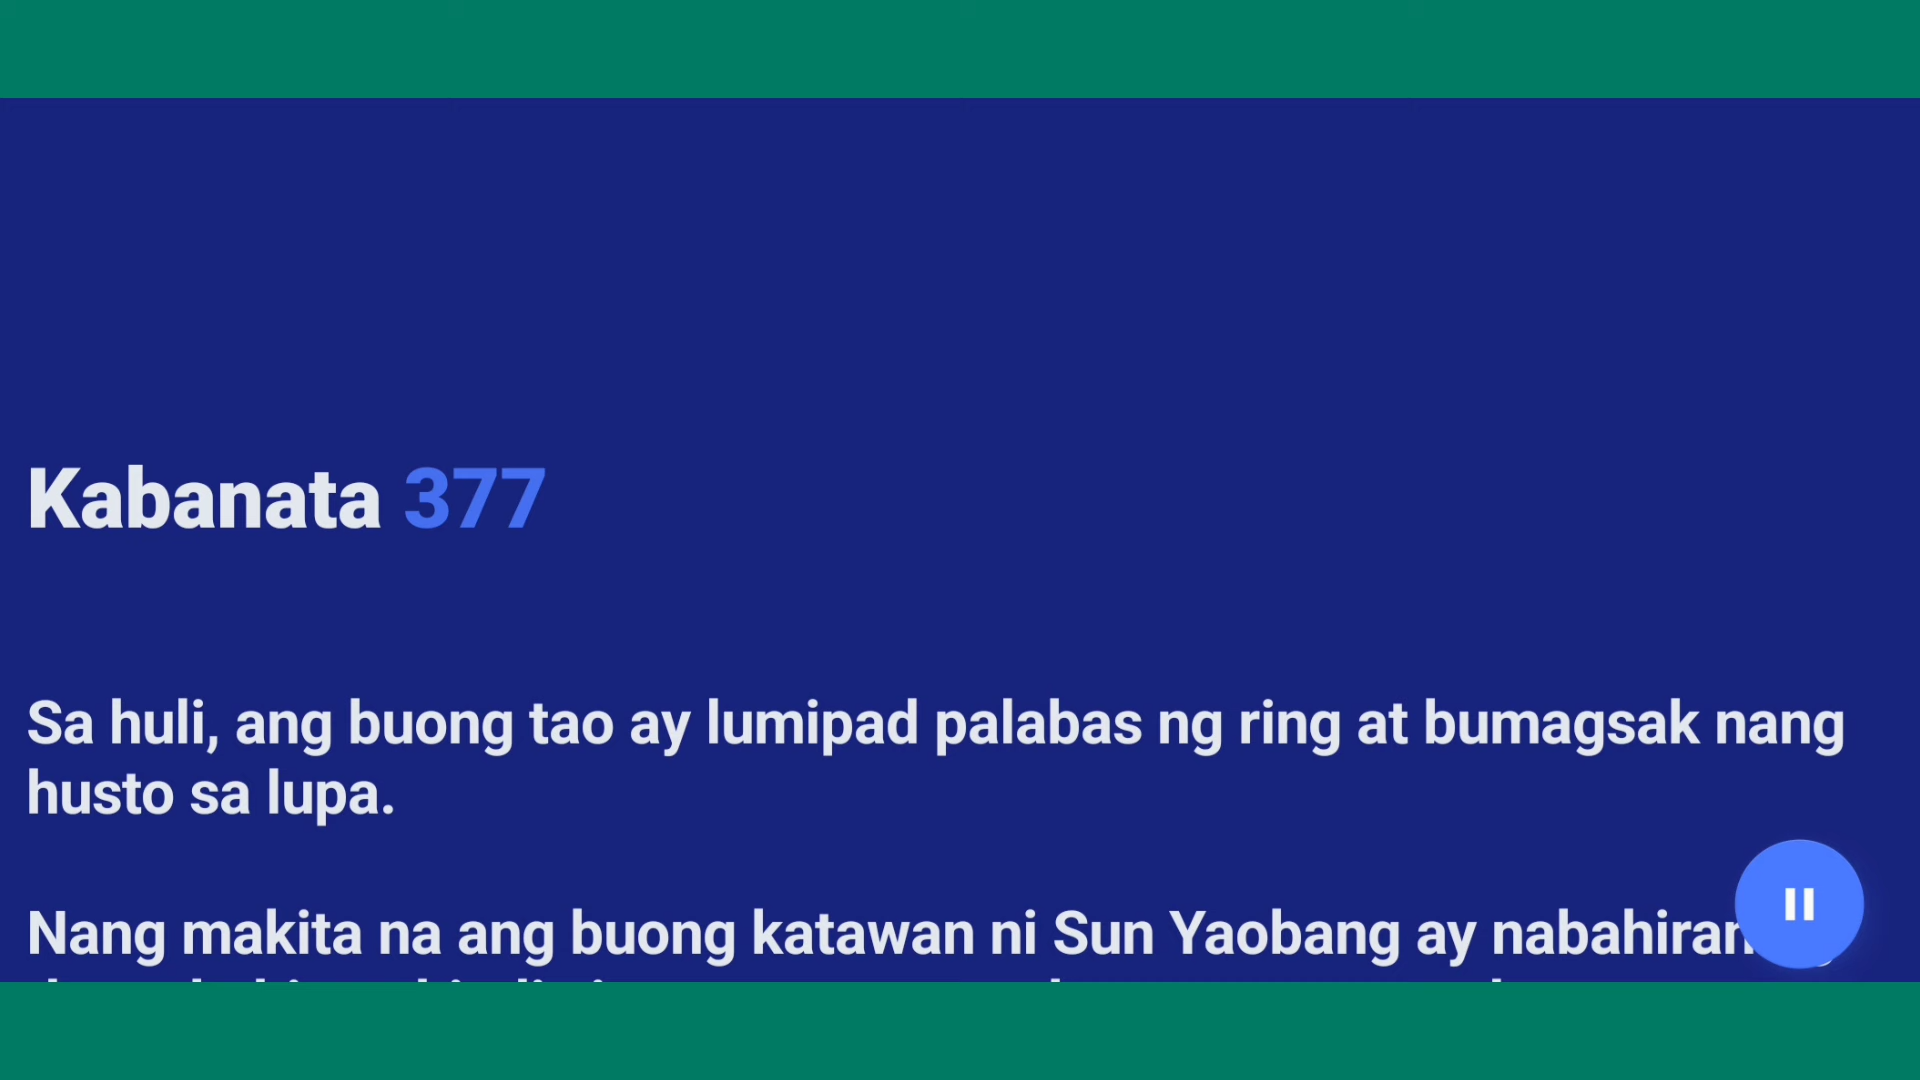 Kabanata 377
Sa huli, ang buong tao ay lumipad palabas ng ring at bumagsak nang
husto sa lupa.
Nang makita na ang buong katawan ni Sun Yaobang ay